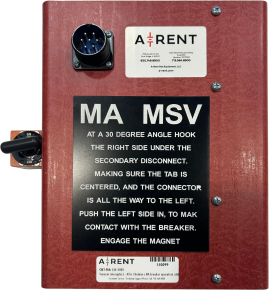 A RENT
MA MSV
AT A 30 DEGREE ANGLE HOOK
THE RIGHT SIDE UNDER THE
SECONDARY DISCONNECT.
MAKING SURE THE TAB IS
CENTERED, AND THE CONNECTOR
IS ALL THE WAY TO THE LEFT.
PUSH THE LEFT SIDE IN, TO MAK
CONTACT WITH THE BREAKER.
ENGAGE THE MAGNET
A RENT